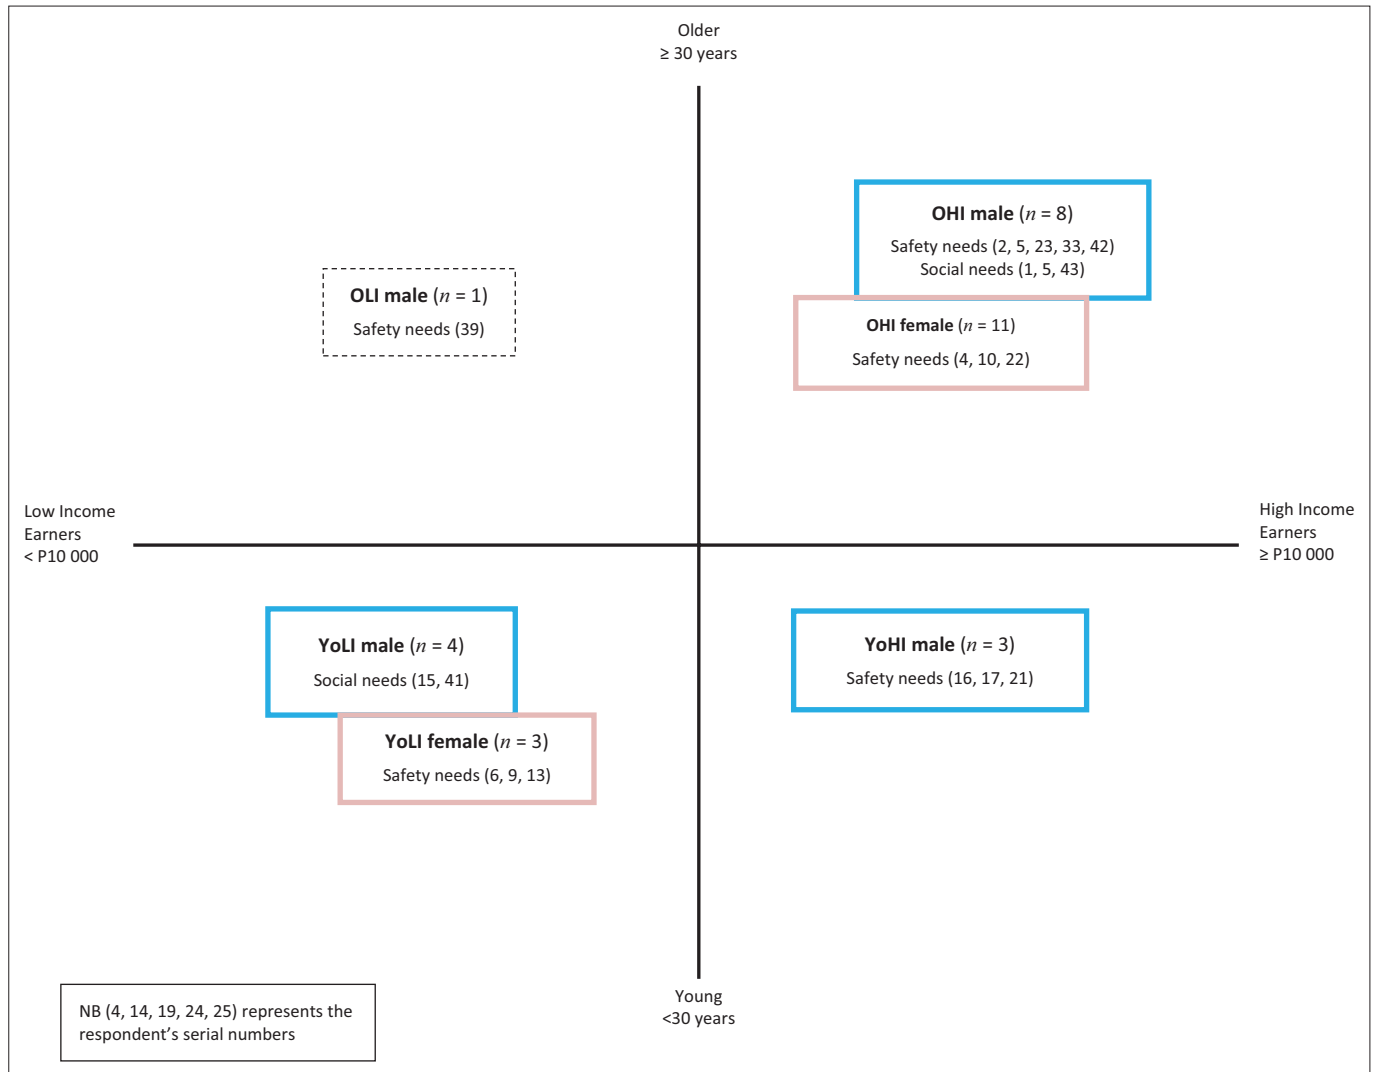 Older
≥ 30 years
OHI male (n = 8)
Safety needs (2, 5, 23, 33, 42)
Social needs (1, 5, 43)
OLI male (n = 1)
Safety needs (39)
OHI female (n = 11)
Safety needs (4, 10, 22)
Low Income
Earners
< P10 000
High Income
Earners
≥ P10 000
YoLI male (n = 4)
Social needs (15, 41)
YoHI male (n = 3)
Safety needs (16, 17, 21)
YoLI female (n = 3)
Safety needs (6, 9, 13)
Young
<30 years
NB (4, 14, 19, 24, 25) represents the
respondent’s serial numbers